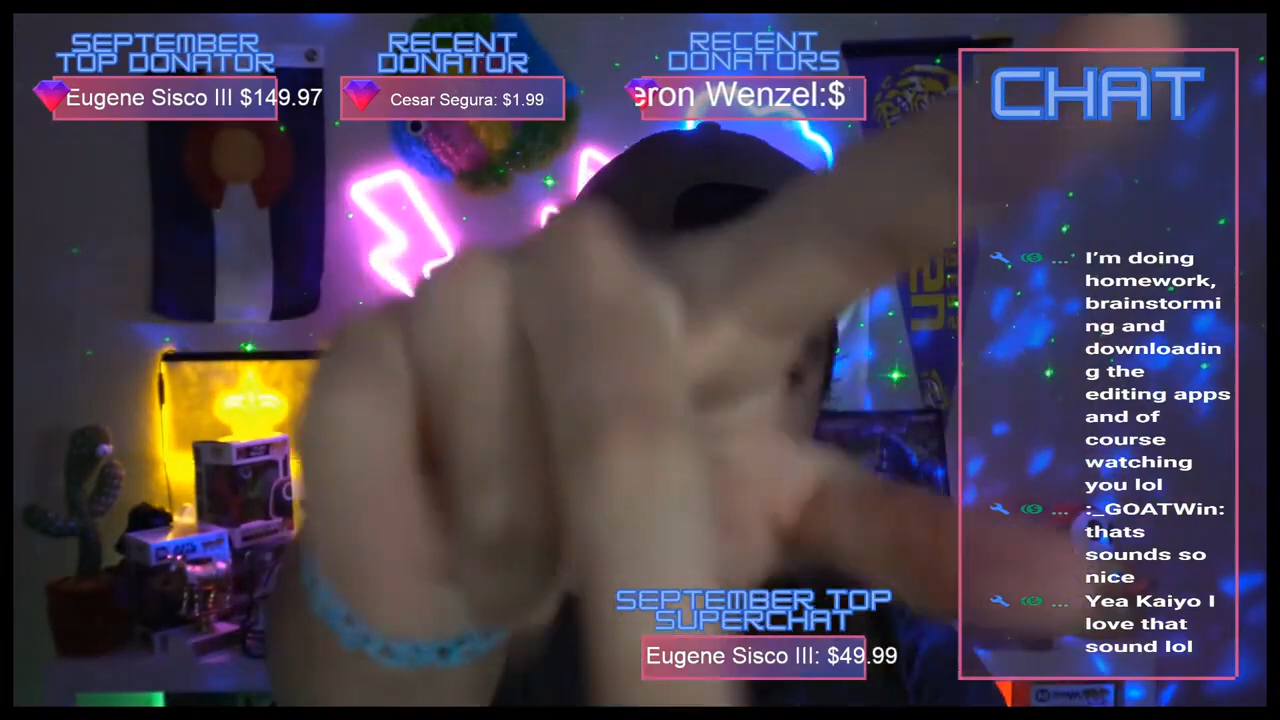 SEPTEMBER
TOP DONATOR
Eugene Sisco III $149.97
RECENT
DONATOR
Cesar Segura: $1.99
RECENT
DONATORS
eron Wenzel:$
CHAT
I'm doing
homework,
brainstormi
ng and
downloadin
g the
editing apps
and of
course
watching
you lol
:_GOATWin:
thats
sounds so
nice
Yea Kaiyo I
love that
sound lol
SEPTEMBER TOP
SUPERCHAT
Eugene Sisco III: $49.99